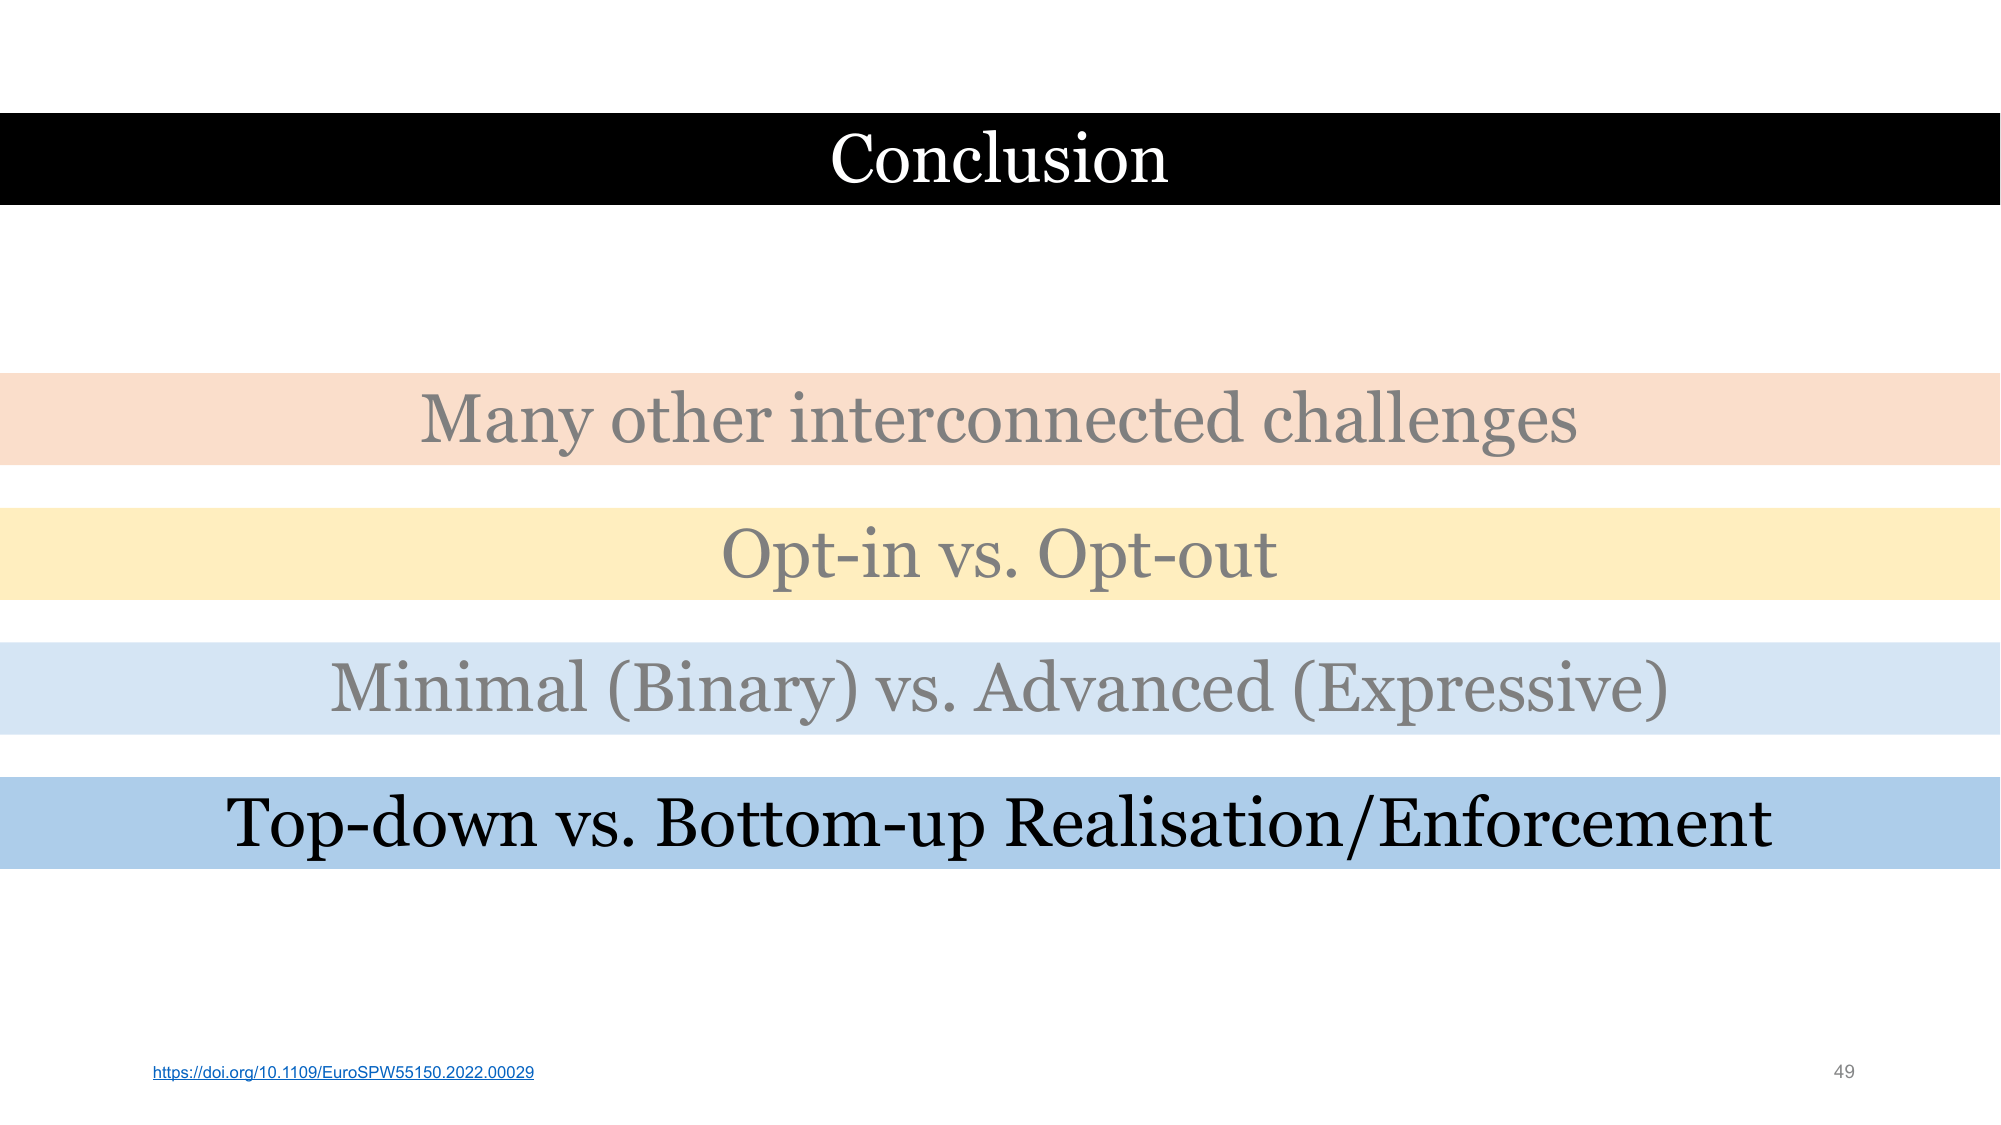 Conclusion
Many other interconnected challenges
Opt-in vs. Opt-out
Minimal (Binary) vs. Advanced (Expressive)
Top-down vs. Bottom-up Realisation/Enforcement
https://doi.org/10.1109/EuroSPW55150.2022.00029
49